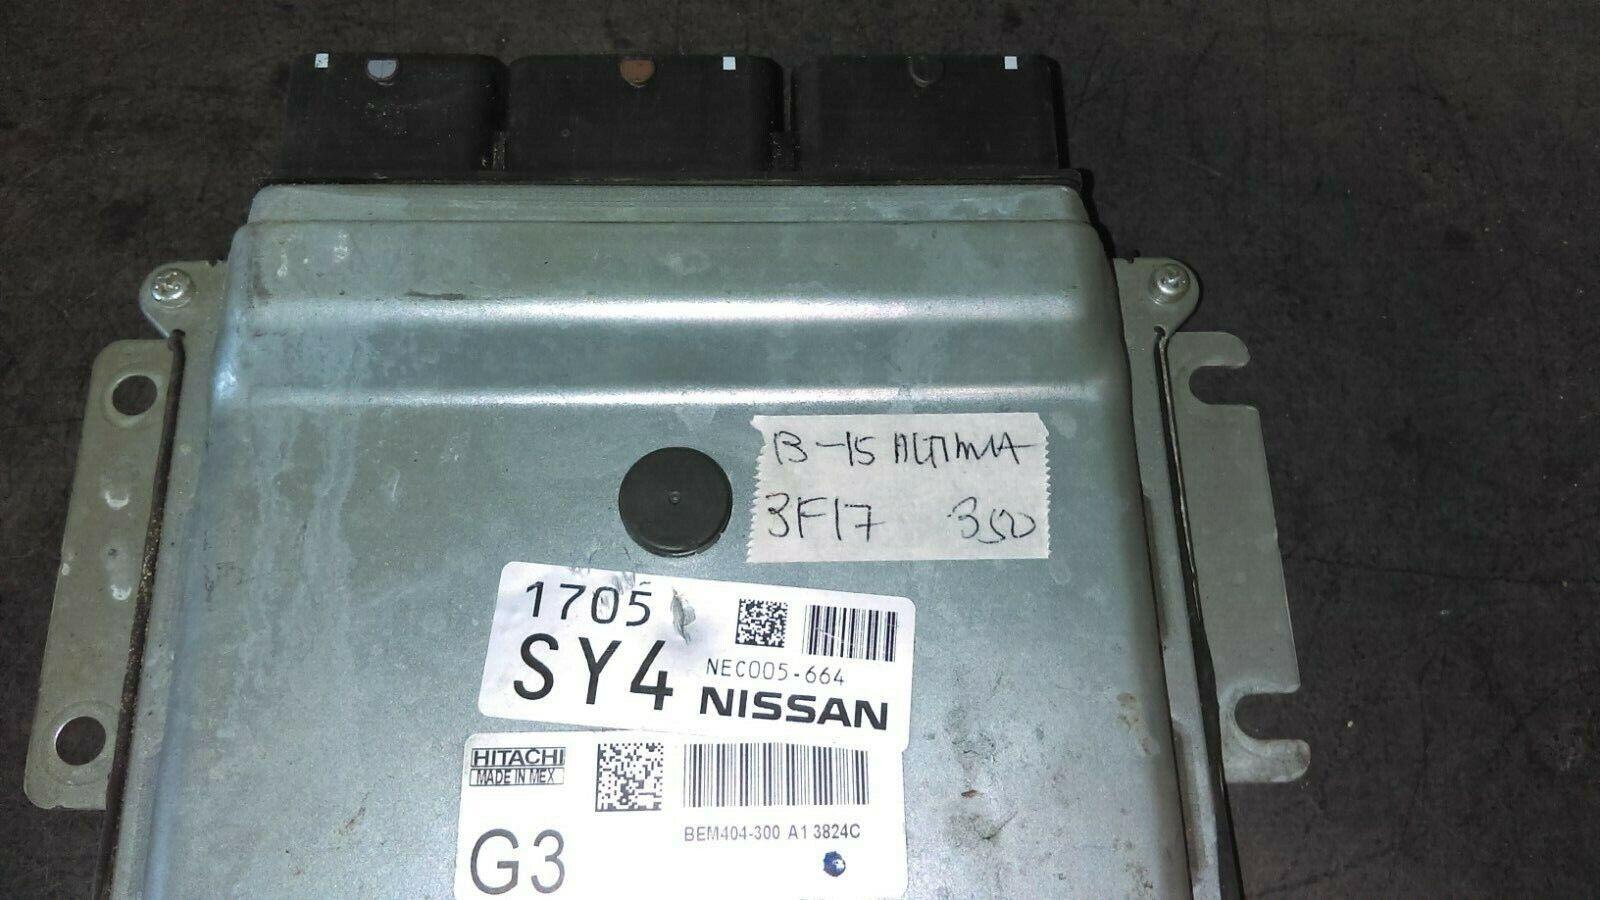 13-15 ALTIMA
3F17 350
1705
SY4
NEC005-664
NISSAN
HITACHI
MADE IN MEX
BEM404-300 A1 3824C
G3